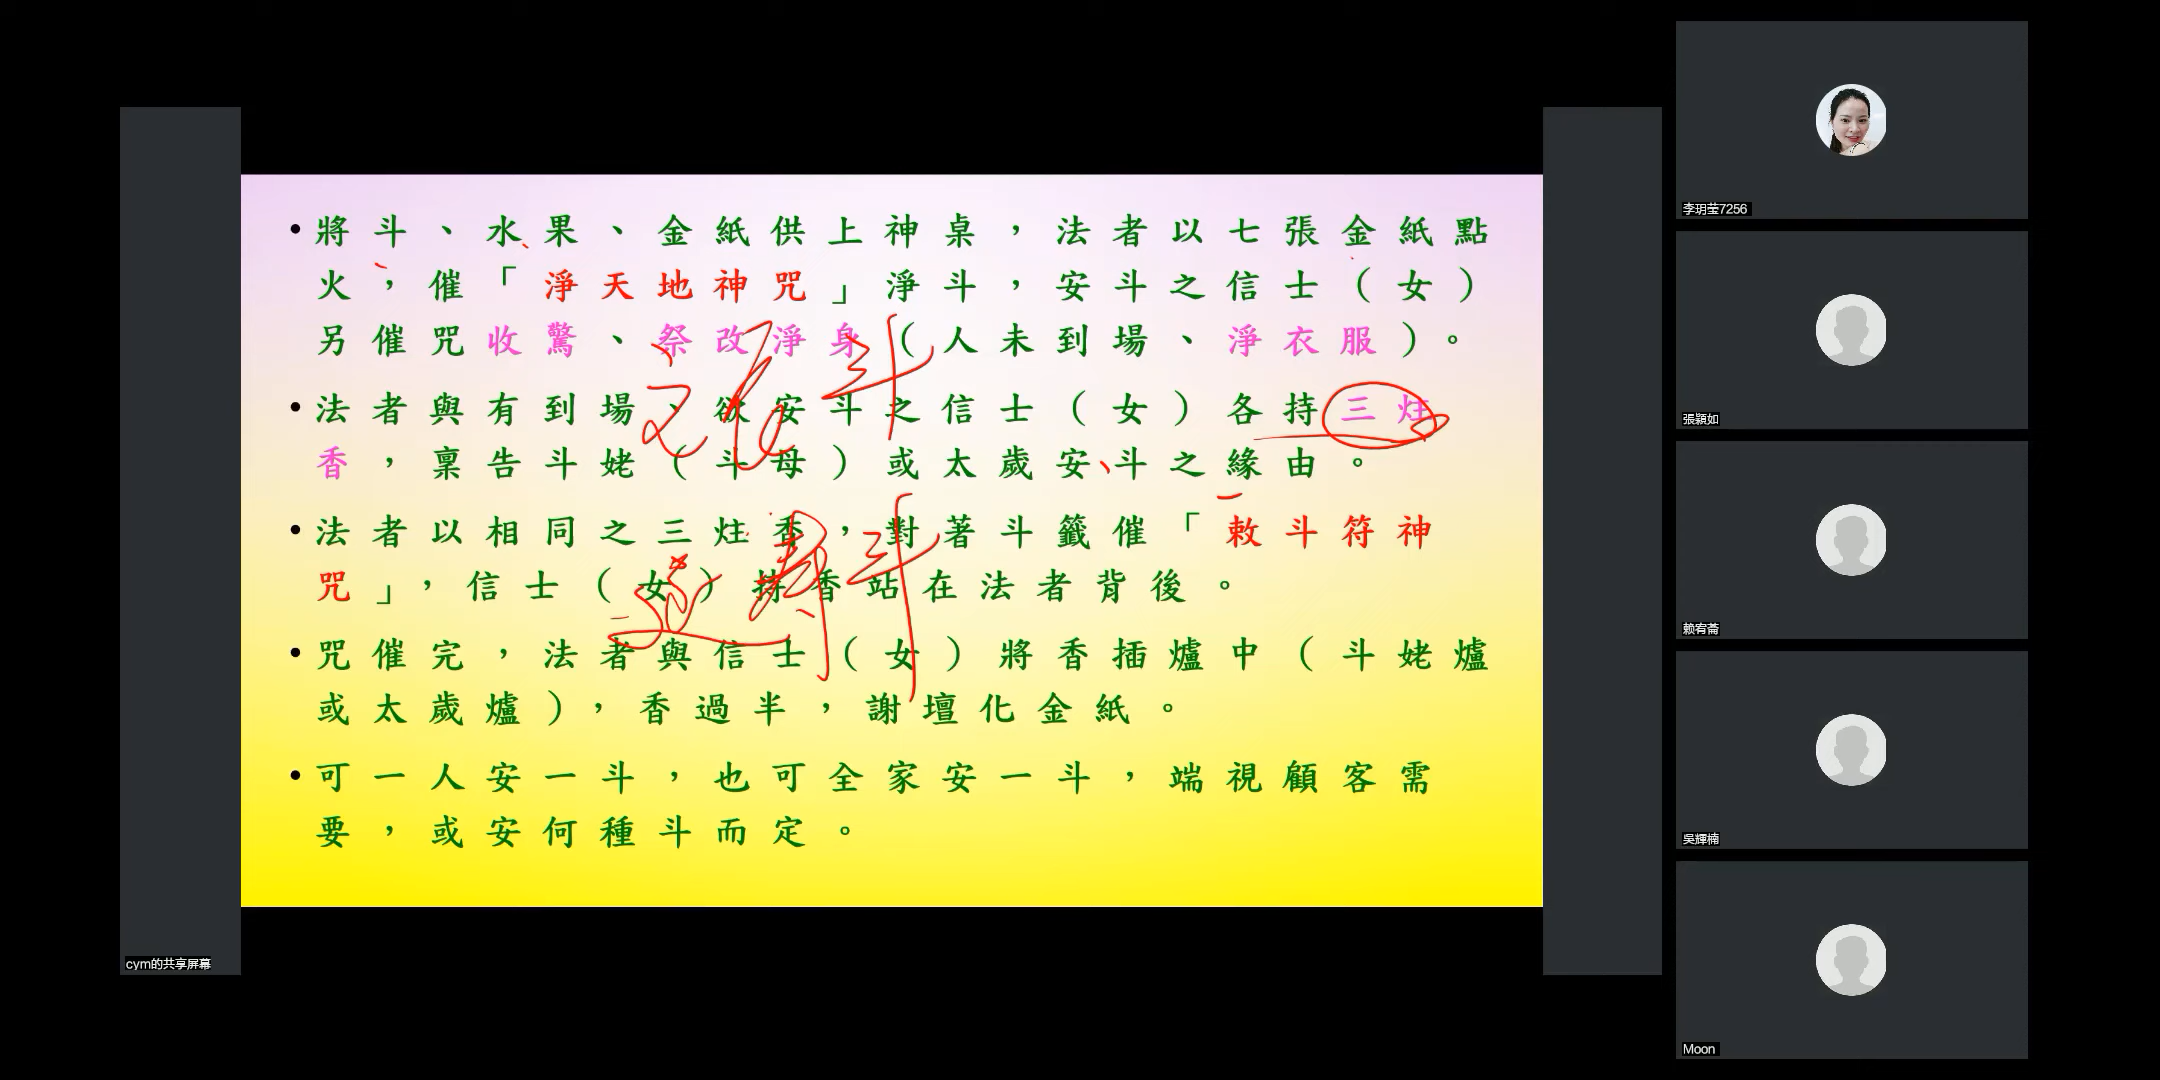 • 將斗、水果、金紙供上神桌，法者以七張金紙點
火，催「淨天地神咒」淨斗，安斗之信士（女）
另催咒收驚、祭改淨身（人未到場、淨衣服）。
• 法者與有到場、欲安斗之信士（女）各持三炷
香，稟告斗姥（斗母）或太歲安斗之緣由。
• 法者以相同之三炷香，對著斗籤催「敕斗符神
咒」，信士（女）持香站在法者背後。
• 咒催完，法者與信士（女）將香插爐中（斗姥爐
或太歲爐），香過半，謝壇化金紙。
• 可一人安一斗，也可全家安一斗，端視顧客需
要，或安何種斗而定。
斗
壽斗
cym的共享屏幕
李玥莹7256
張穎如
赖宥蓊
吳輝楠
Moon